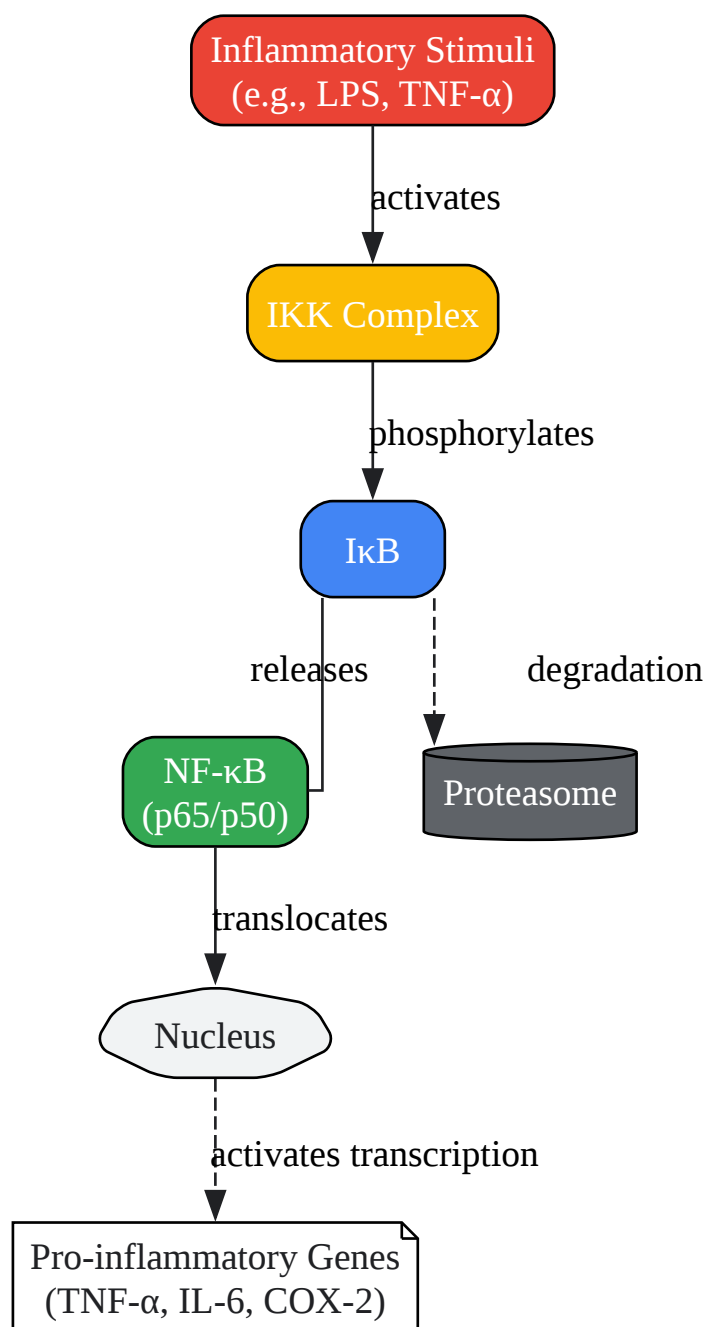 Inflammatory Stimuli
(e.g., LPS, TNF-α)
activates
IKK Complex
phosphorylates
IκB
releases
degradation
NF-κB
(p65/p50)
Proteasome
translocates
Nucleus
activates transcription
Pro-inflammatory Genes
(TNF-α, IL-6, COX-2)